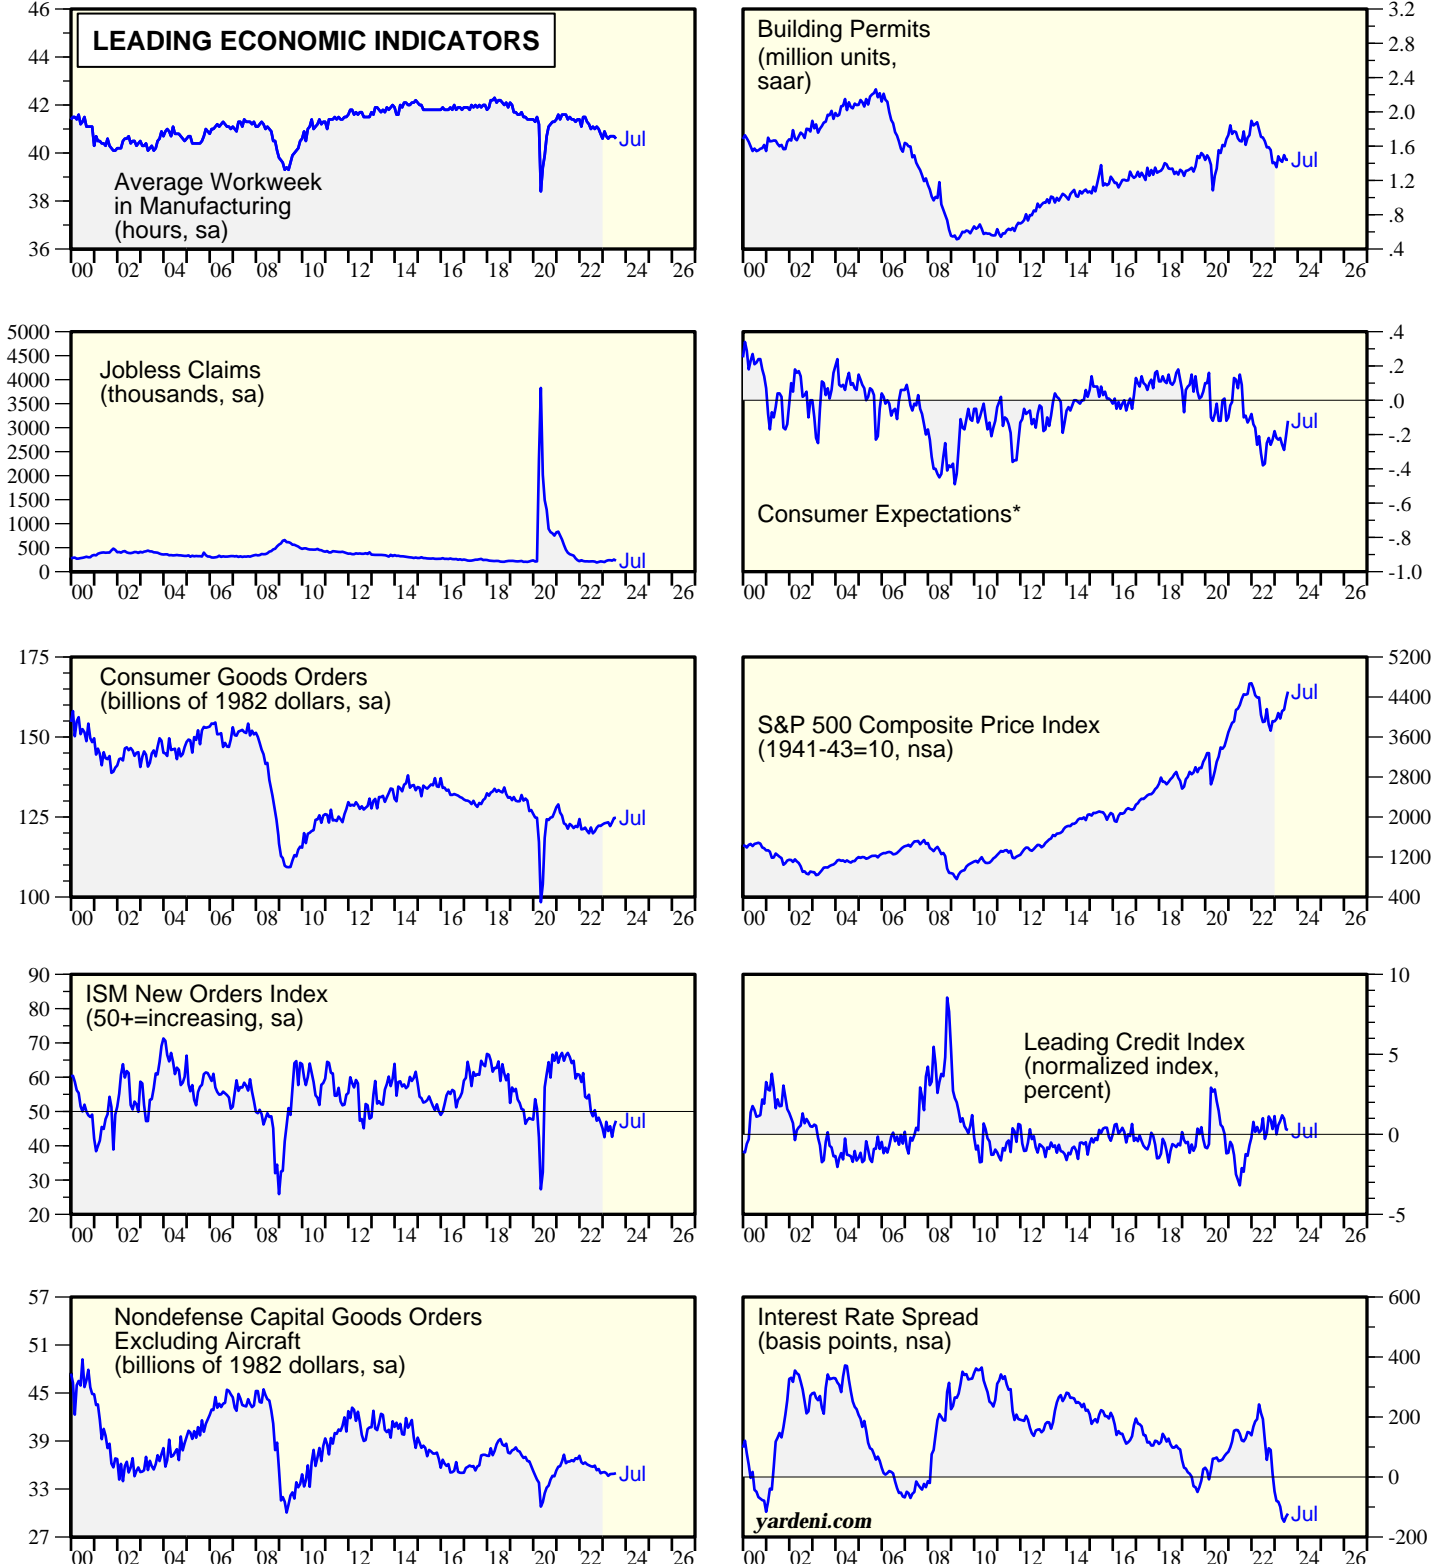 LEADING ECONOMIC INDICATORS
46
44
42
40
38
36
Jul
Average Workweek
in Manufacturing
(hours, sa)
00 02 04 06 08 10 12 14 16 18 20 22 24 26
Building Permits
(million units,
saar)
3.2
2.8
2.4
2.0
1.6
1.2
.8
.4
Jul
00 02 04 06 08 10 12 14 16 18 20 22 24 26
5000
4500
4000
3500
3000
2500
2000
1500
1000
500
0
Jobless Claims
(thousands, sa)
Jul
00 02 04 06 08 10 12 14 16 18 20 22 24 26
.4
.2
.0
-.2
-.4
-.6
-.8
-1.0
Jul
Consumer Expectations*
00 02 04 06 08 10 12 14 16 18 20 22 24 26
175
150
125
100
Consumer Goods Orders
(billions of 1982 dollars, sa)
Jul
00 02 04 06 08 10 12 14 16 18 20 22 24 26
5200
4400
3600
2800
2000
1200
400
Jul
S&P 500 Composite Price Index
(1941-43=10, nsa)
00 02 04 06 08 10 12 14 16 18 20 22 24 26
90
80
70
60
50
40
30
20
ISM New Orders Index
(50+=increasing, sa)
Jul
00 02 04 06 08 10 12 14 16 18 20 22 24 26
10
5
0
-5
Leading Credit Index
(normalized index,
percent)
Jul
00 02 04 06 08 10 12 14 16 18 20 22 24 26
57
51
45
39
33
27
Nondefense Capital Goods Orders
Excluding Aircraft
(billions of 1982 dollars, sa)
Jul
00 02 04 06 08 10 12 14 16 18 20 22 24 26
600
400
200
0
-200
Interest Rate Spread
(basis points, nsa)
Jul
yardeni.com
00 02 04 06 08 10 12 14 16 18 20 22 24 26